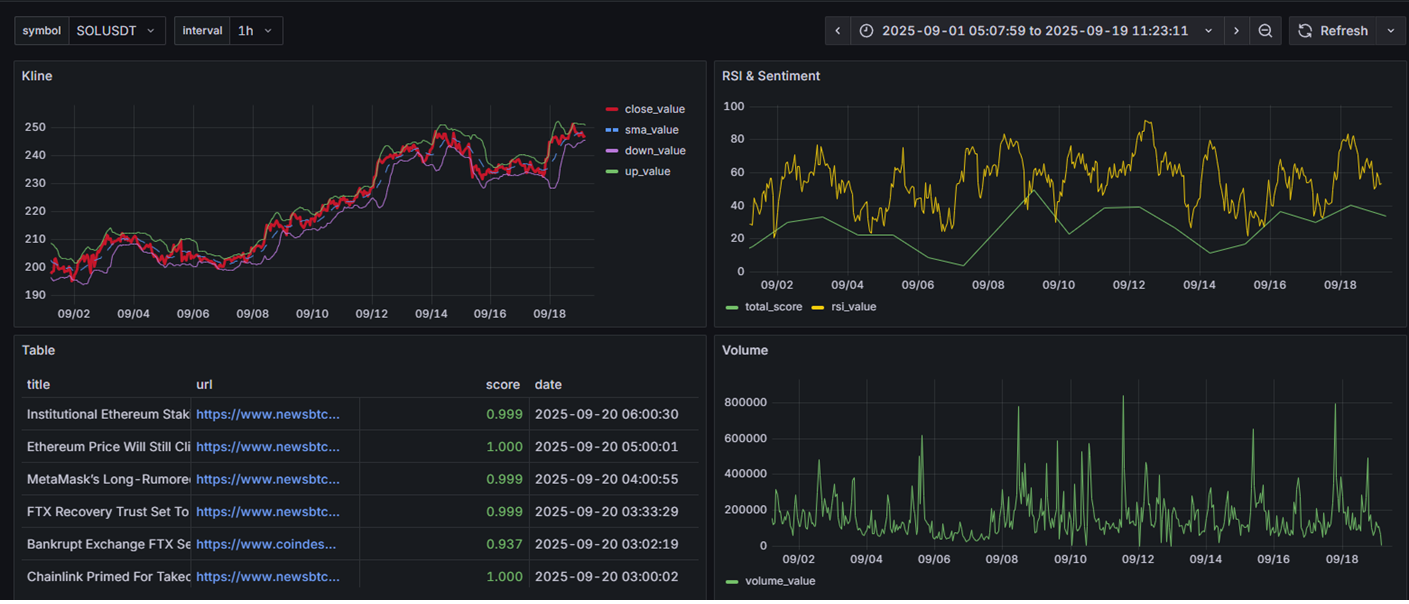 symbol SOLUSDT interval 1h 2025-09-01 05:07:59 to 2025-09-19 11:23:11 Refresh
Kline
250
240
230
220
210
200
190
09/02 09/04 09/06 09/08 09/10 09/12 09/14 09/16 09/18
close_value
sma_value
down_value
up_value
RSI & Sentiment
100
80
60
40
20
0
09/02 09/04 09/06 09/08 09/10 09/12 09/14 09/16 09/18
total_score rsi_value
Table
title url score date
Institutional Ethereum Stak https://www.newsbtc... 0.999 2025-09-20 06:00:30
Ethereum Price Will Still Cli https://www.newsbtc... 1.000 2025-09-20 05:00:01
MetaMask's Long-Rumore https://www.newsbtc... 0.999 2025-09-20 04:00:55
FTX Recovery Trust Set To https://www.newsbtc... 0.999 2025-09-20 03:33:29
Bankrupt Exchange FTX Se https://www.coindes... 0.937 2025-09-20 03:02:19
Chainlink Primed For Takeo https://www.newsbtc... 1.000 2025-09-20 03:00:02
Volume
800000
600000
400000
200000
0
09/02 09/04 09/06 09/08 09/10 09/12 09/14 09/16 09/18
volume_value